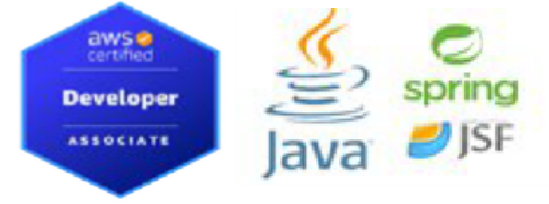 aws
certified
Developer
ASSOCIATE
Java
spring
JSF